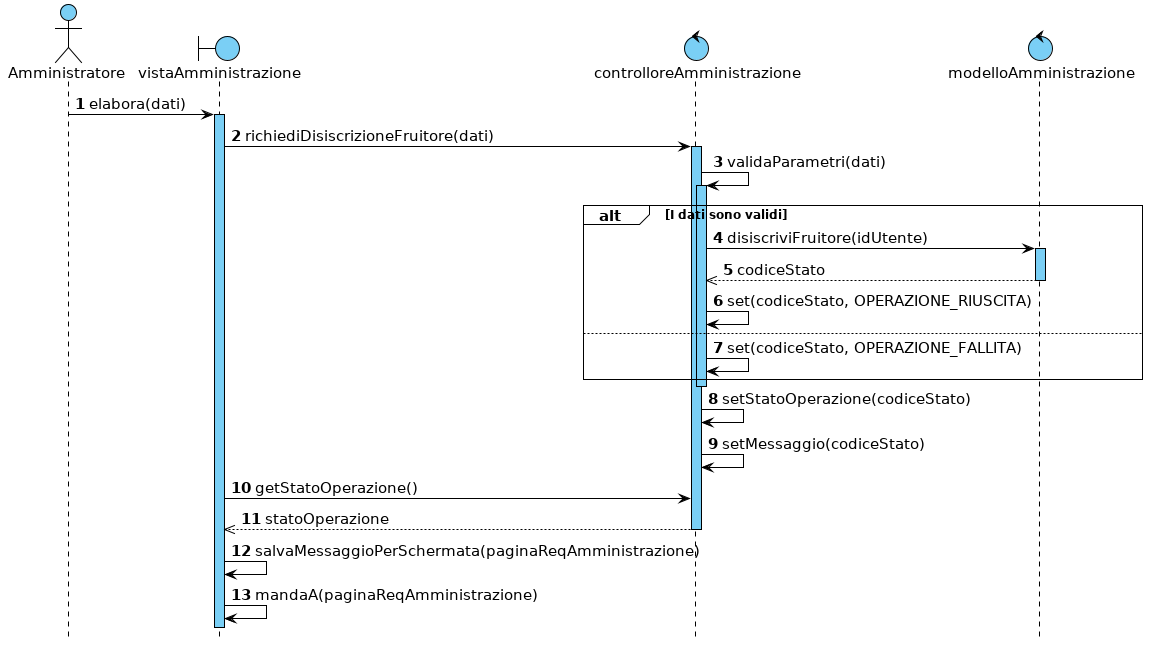 Amministratore vistaAmministrazione controlloreAmministrazione modelloAmministrazione
1 elabora(dati)
2 richiediDisiscrizioneFruitore(dati)
3 validaParametri(dati)
alt [I dati sono validi]
4 disiscriviFruitore(idUtente)
5 codiceStato
6 set(codiceStato, OPERAZIONE_RIUSCITA)
7 set(codiceStato, OPERAZIONE_FALLITA)
8 setStatoOperazione(codiceStato)
9 setMessaggio(codiceStato)
10 getStatoOperazione()
11 statoOperazione
12 salvaMessaggioPerSchermata(paginaReqAmministrazione)
13 mandaA(paginaReqAmministrazione)